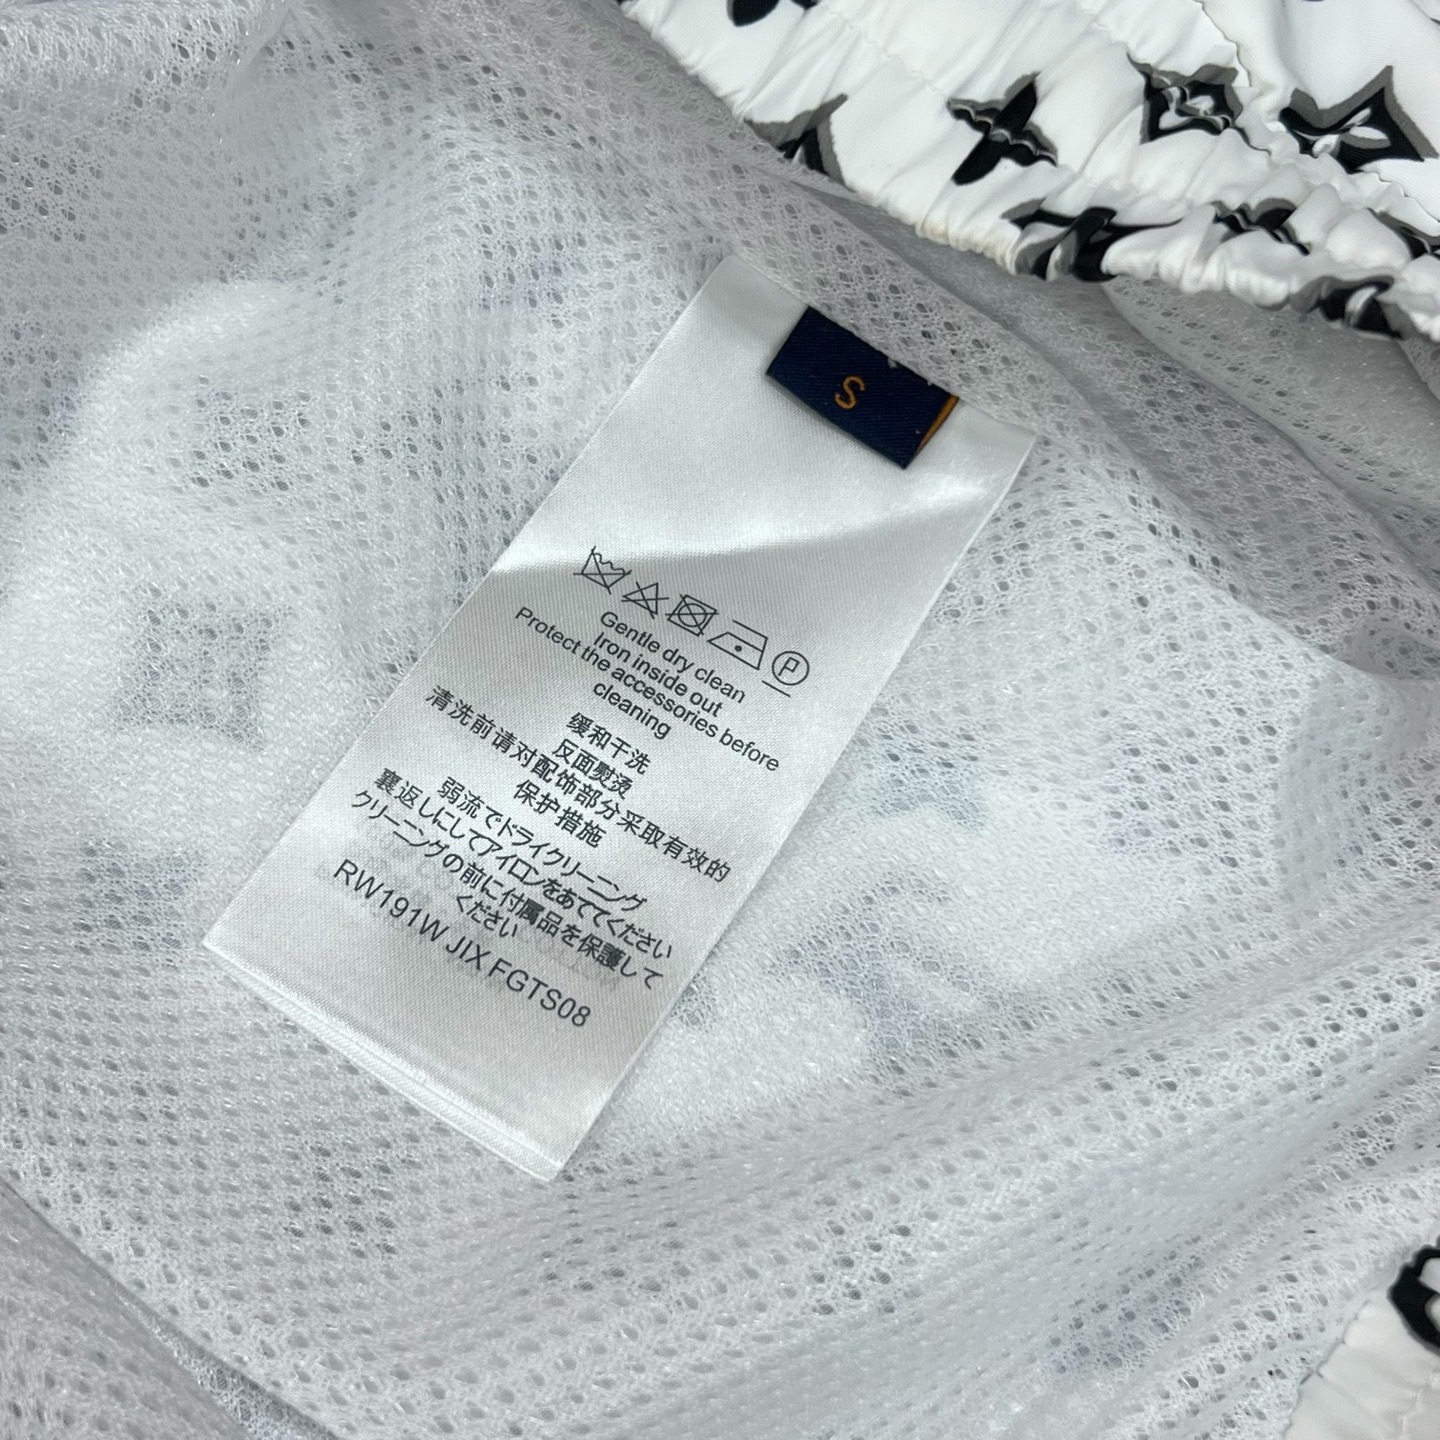 S
P
Gentle dry clean
Iron inside out
Protect the accessories before
cleaning
缓和干洗
反面熨烫
清洗前请对配饰部分采取有效的
保护措施
弱流でドライクリーニング
裏返しにしてアイロンをあててください
クリーニングの前に付属品を保護して
ください
RW191W JIX FGTS08